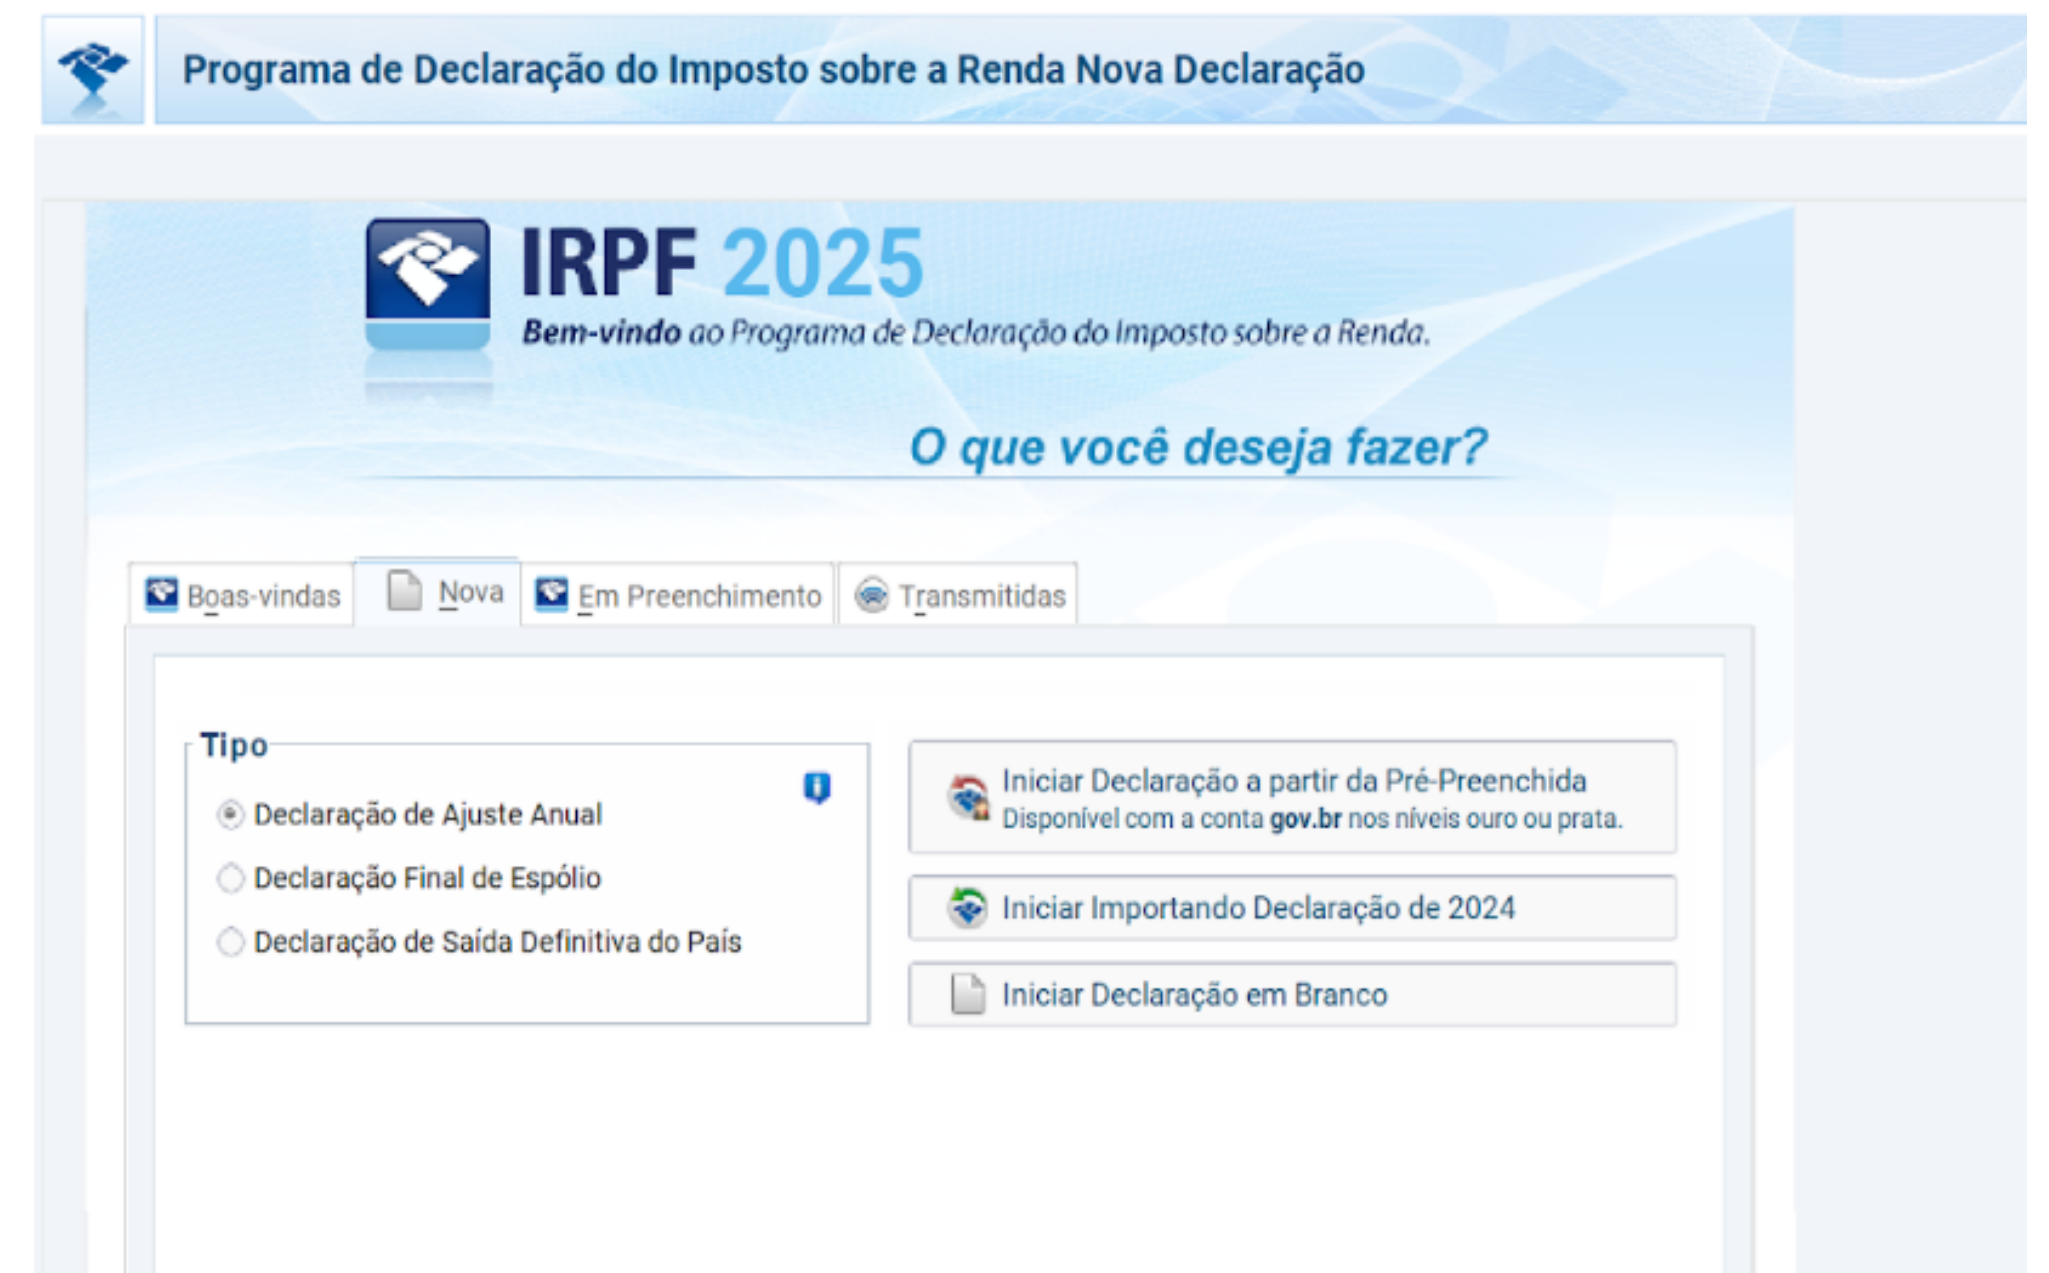 Programa de Declaração do Imposto sobre a Renda Nova Declaração
IRPF 2025
Bem-vindo ao Programa de Declaração do Imposto sobre a Renda.
O que você deseja fazer?
Boas-vindas
Nova
Em Preenchimento
Transmitidas
Tipo
Declaração de Ajuste Anual
Declaração Final de Espólio
Declaração de Saída Definitiva do País
Iniciar Declaração a partir da Pré-Preenchida
Disponível com a conta gov.br nos níveis ouro ou prata.
Iniciar Importando Declaração de 2024
Iniciar Declaração em Branco